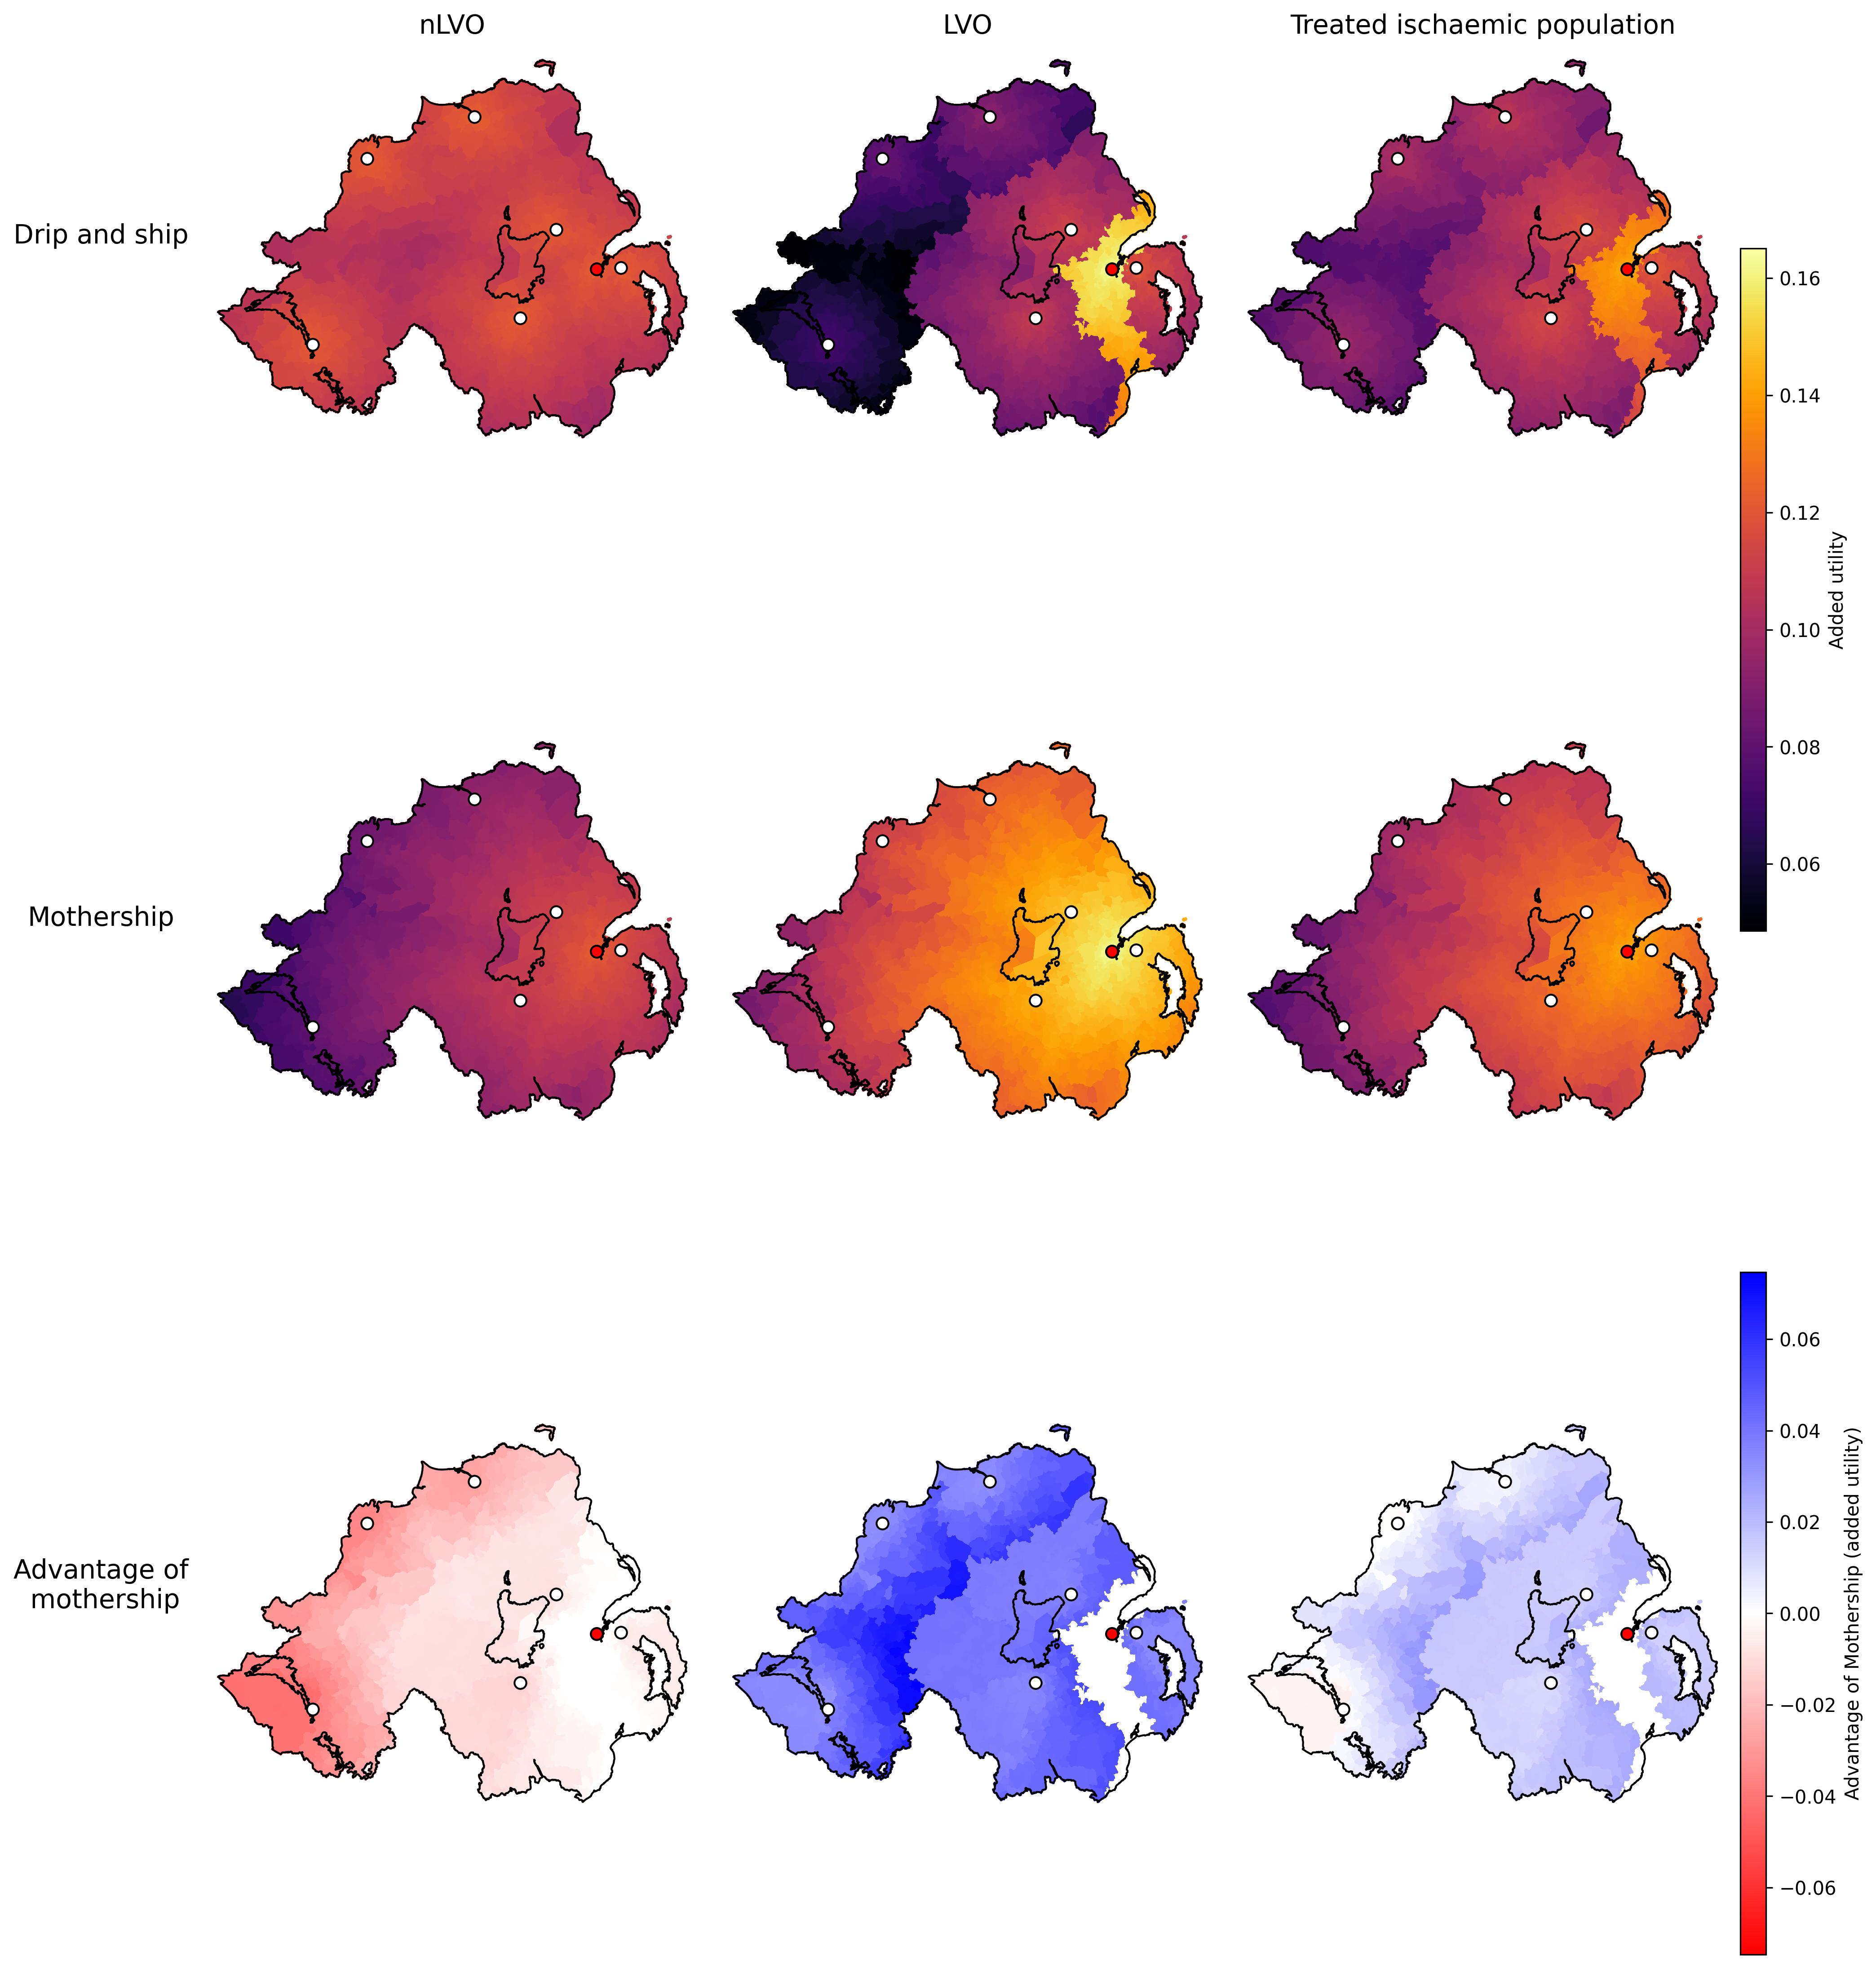 nLVO
LVO
Treated ischaemic population
Drip and ship
0.16
0.14
0.12
0.10
0.08
0.06
Added utility
Mothership
Advantage of
mothership
0.06
0.04
0.02
0.00
−0.02
−0.04
−0.06
Advantage of Mothership (added utility)